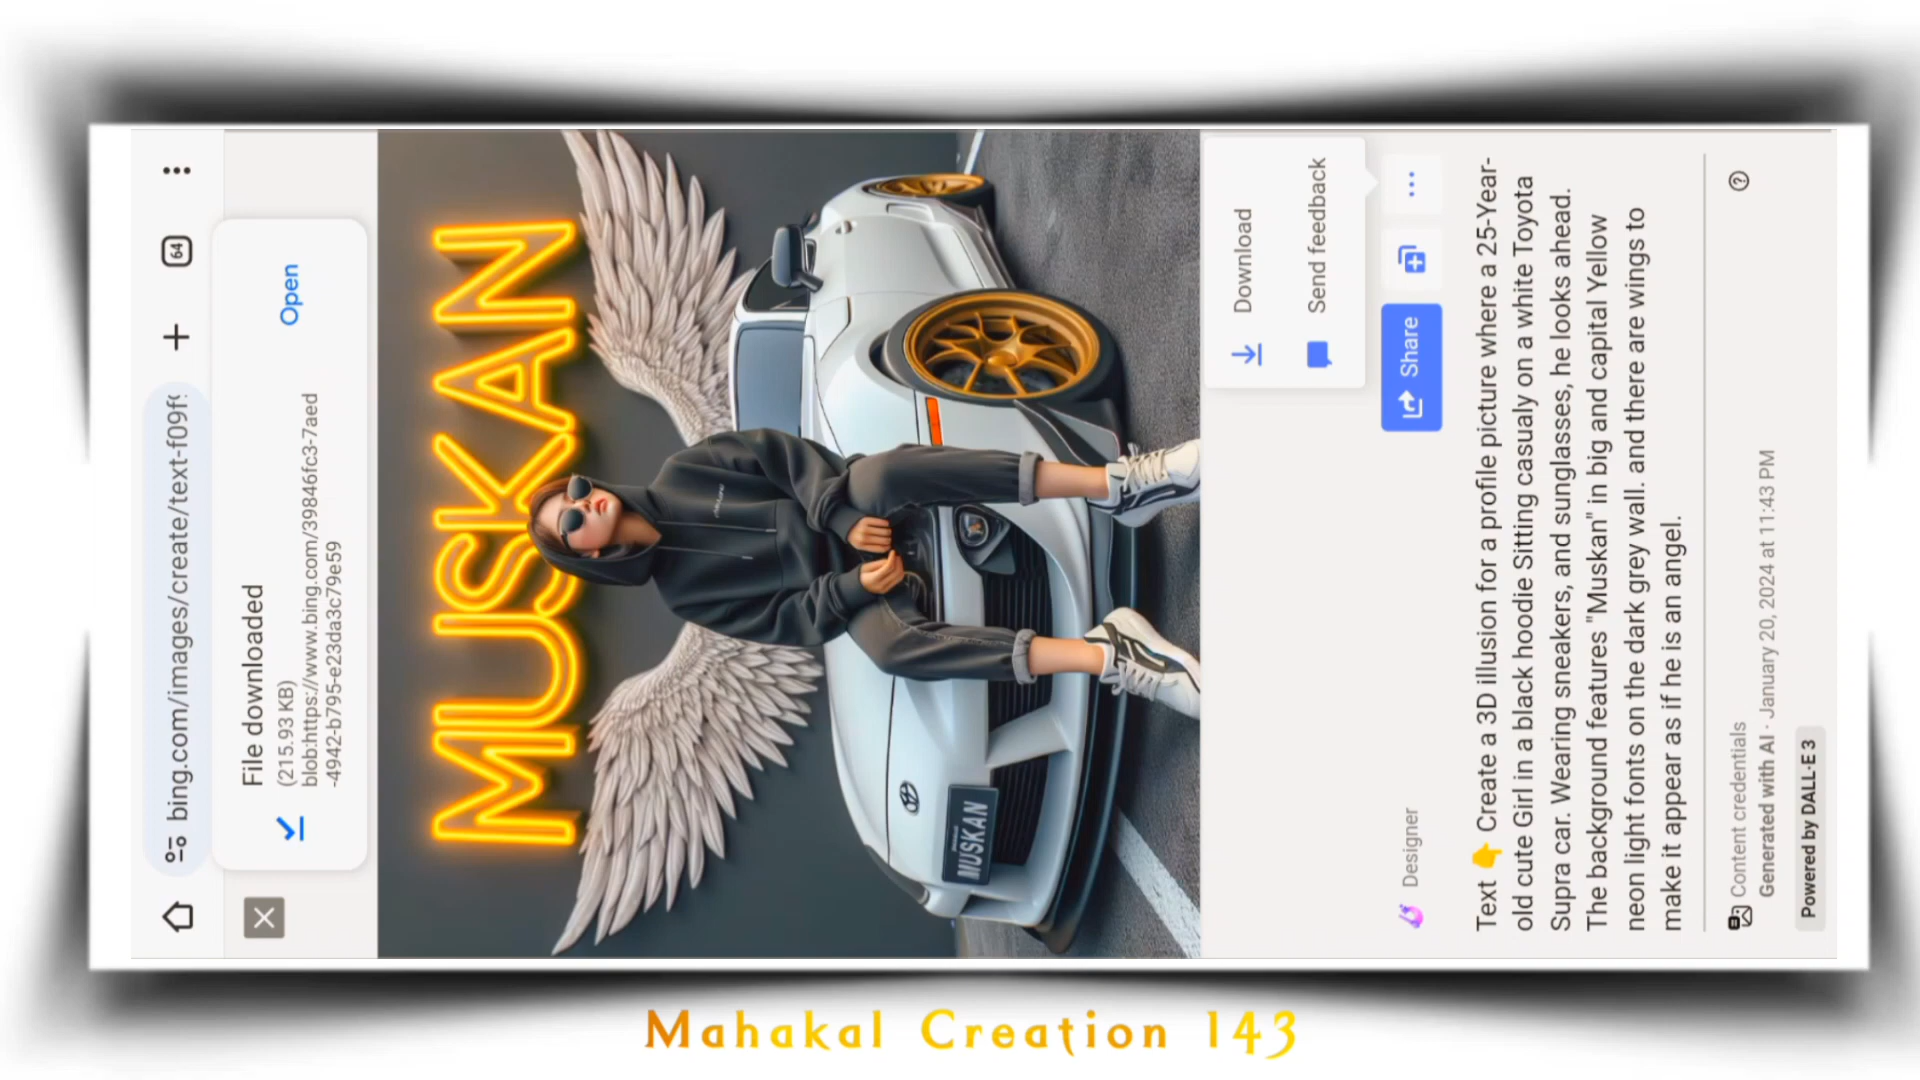 64
bing.com/images/create/text-f09f
File downloaded
Open
(215.93 KB)
blob:https://www.bing.com/39846fc3-7aed
-4942-b795-e23da3c79e59
MUSKAN
MUSKAN
Download
Send feedback
Designer
Share
Text 👉 Create a 3D illusion for a profile picture where a 25-Year-
old cute Girl in a black hoodie Sitting casualy on a white Toyota
Supra car. Wearing sneakers, and sunglasses, he looks ahead.
The background features "Muskan" in big and capital Yellow
neon light fonts on the dark grey wall. and there are wings to
make it appear as if he is an angel.
Content credentials
Generated with AI · January 20, 2024 at 11:43 PM
Powered by DALL·E 3
Mahakal Creation 143